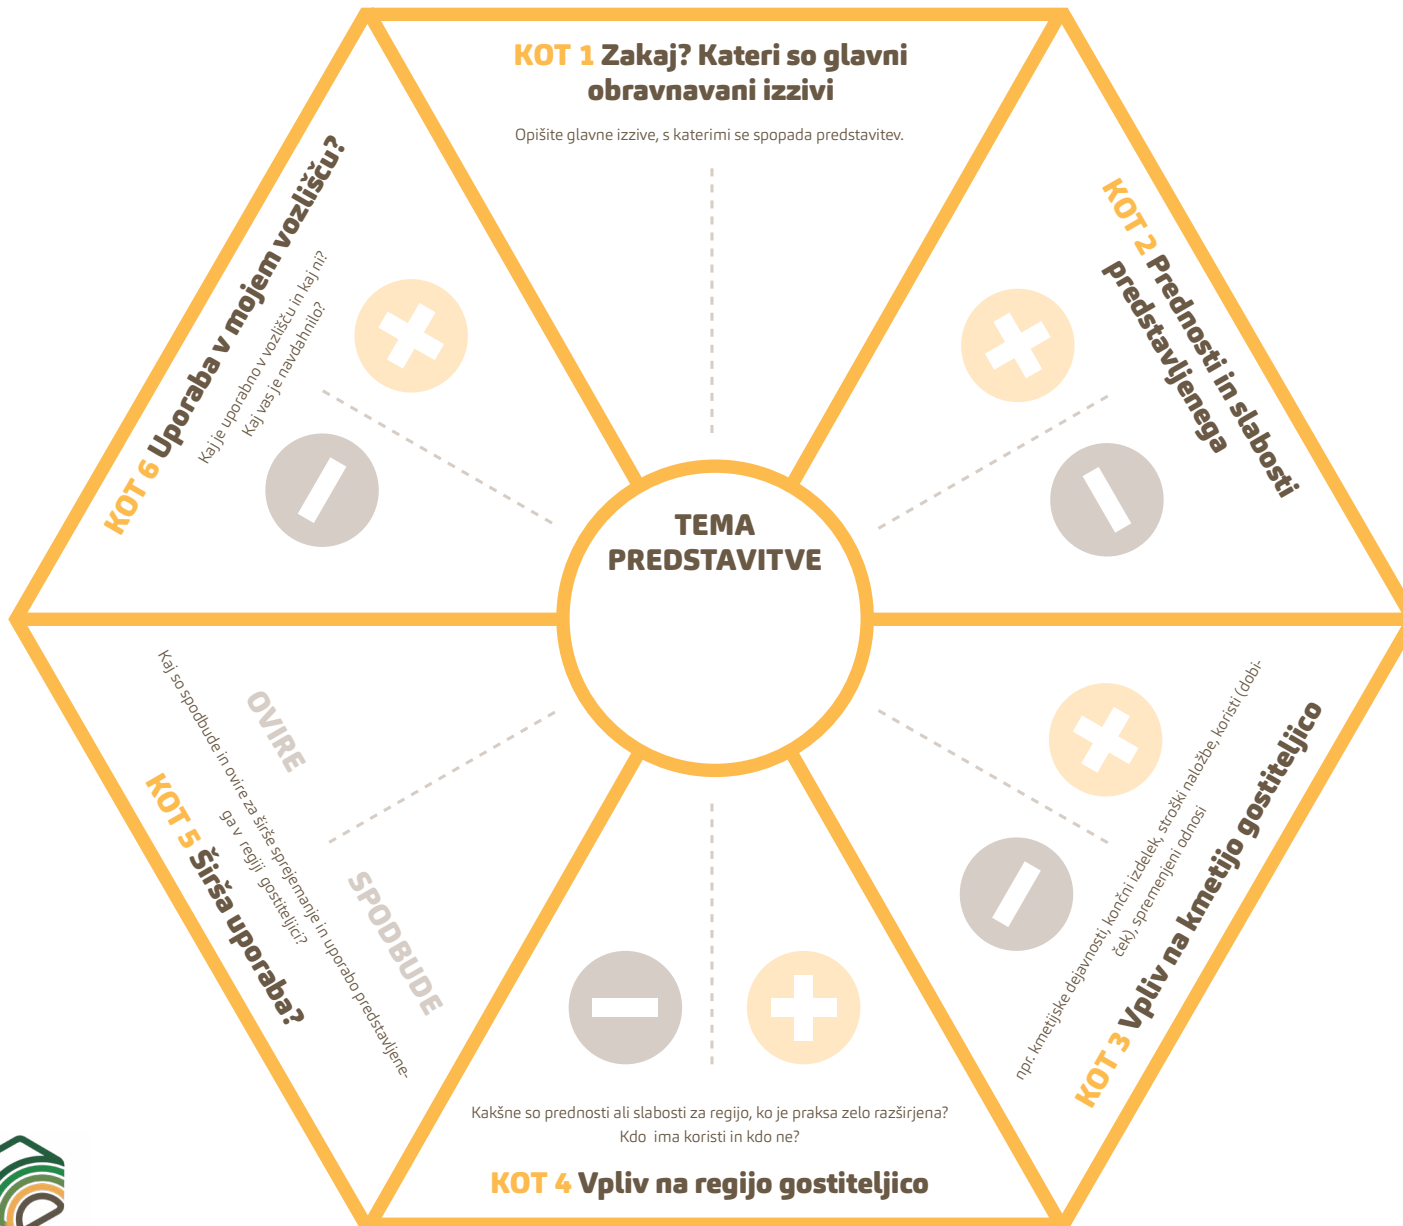 KOT 1 Zakaj? Kateri so glavni
obravnavani izzivi
Opišite glavne izzive, s katerimi se spopada predstavitev.
KOT 2 Prednosti in slabosti
predstavljenega
TEMA
PREDSTAVITVE
npr. kmetijske dejavnosti, končni izdelek, stroški naložbe, koristi (dobi-
ček), spremenjeni odnosi
KOT 3 Vpliv na kmetijo gostiteljico
Kakšne so prednosti ali slabosti za regijo, ko je praksa zelo razširjena?
Kdo ima koristi in kdo ne?
KOT 4 Vpliv na regijo gostiteljico
OVIRE
SPODBUDE
Kaj so spodbude in ovire za širše sprejemanje in uporabo predstavljene-
ga v regiji gostiteljici?
KOT 5 Širša uporaba?
KOT 6 Uporaba v mojem vozlišču?
Kaj je uporabno v vozlišču in kaj ni?
Kaj vas je navdahnilo?